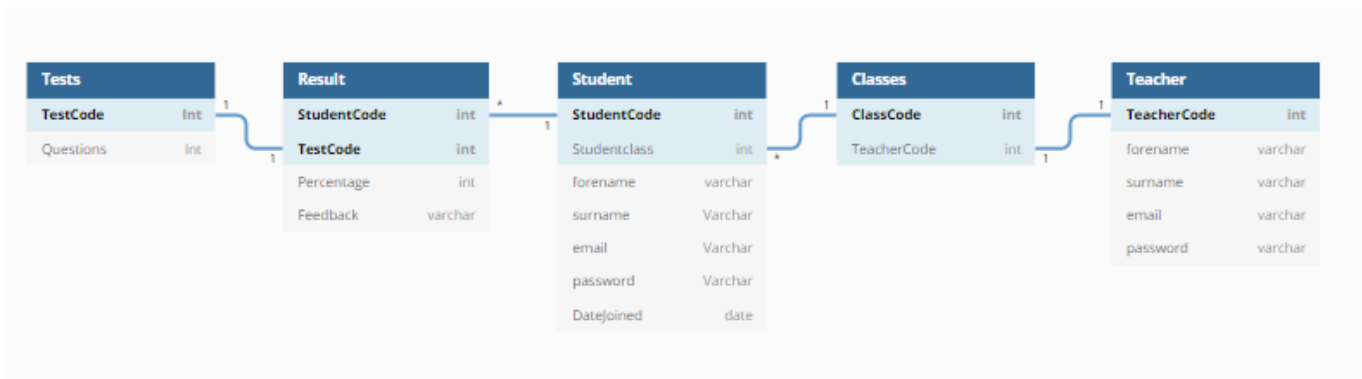 Tests
TestCode Int
Questions Int
Result
StudentCode int
TestCode int
Percentage int
Feedback varchar
Student
StudentCode int
Studentclass int
forename varchar
surname Varchar
email Varchar
password Varchar
DateJoined date
Classes
ClassCode int
TeacherCode int
Teacher
TeacherCode int
forename varchar
surname varchar
email varchar
password varchar
1
1
*
1
*
1
1
1